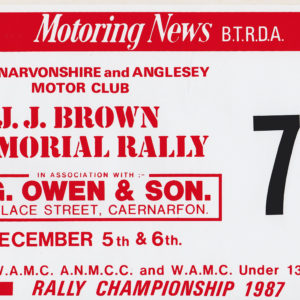 Motoring News B.T.R.D.A.
NARVONSHIRE and ANGLESEY
MOTOR CLUB
J. J. BROWN
MORIAL RALLY
IN ASSOCIATION WITH :-
G. OWEN & SON.
LACE STREET, CAERNARFON.
7
ECEMBER 5th & 6th.
W.A.M.C. A.N.M.C.C. and W.A.M.C. Under 13
RALLY CHAMPIONSHIP 1987